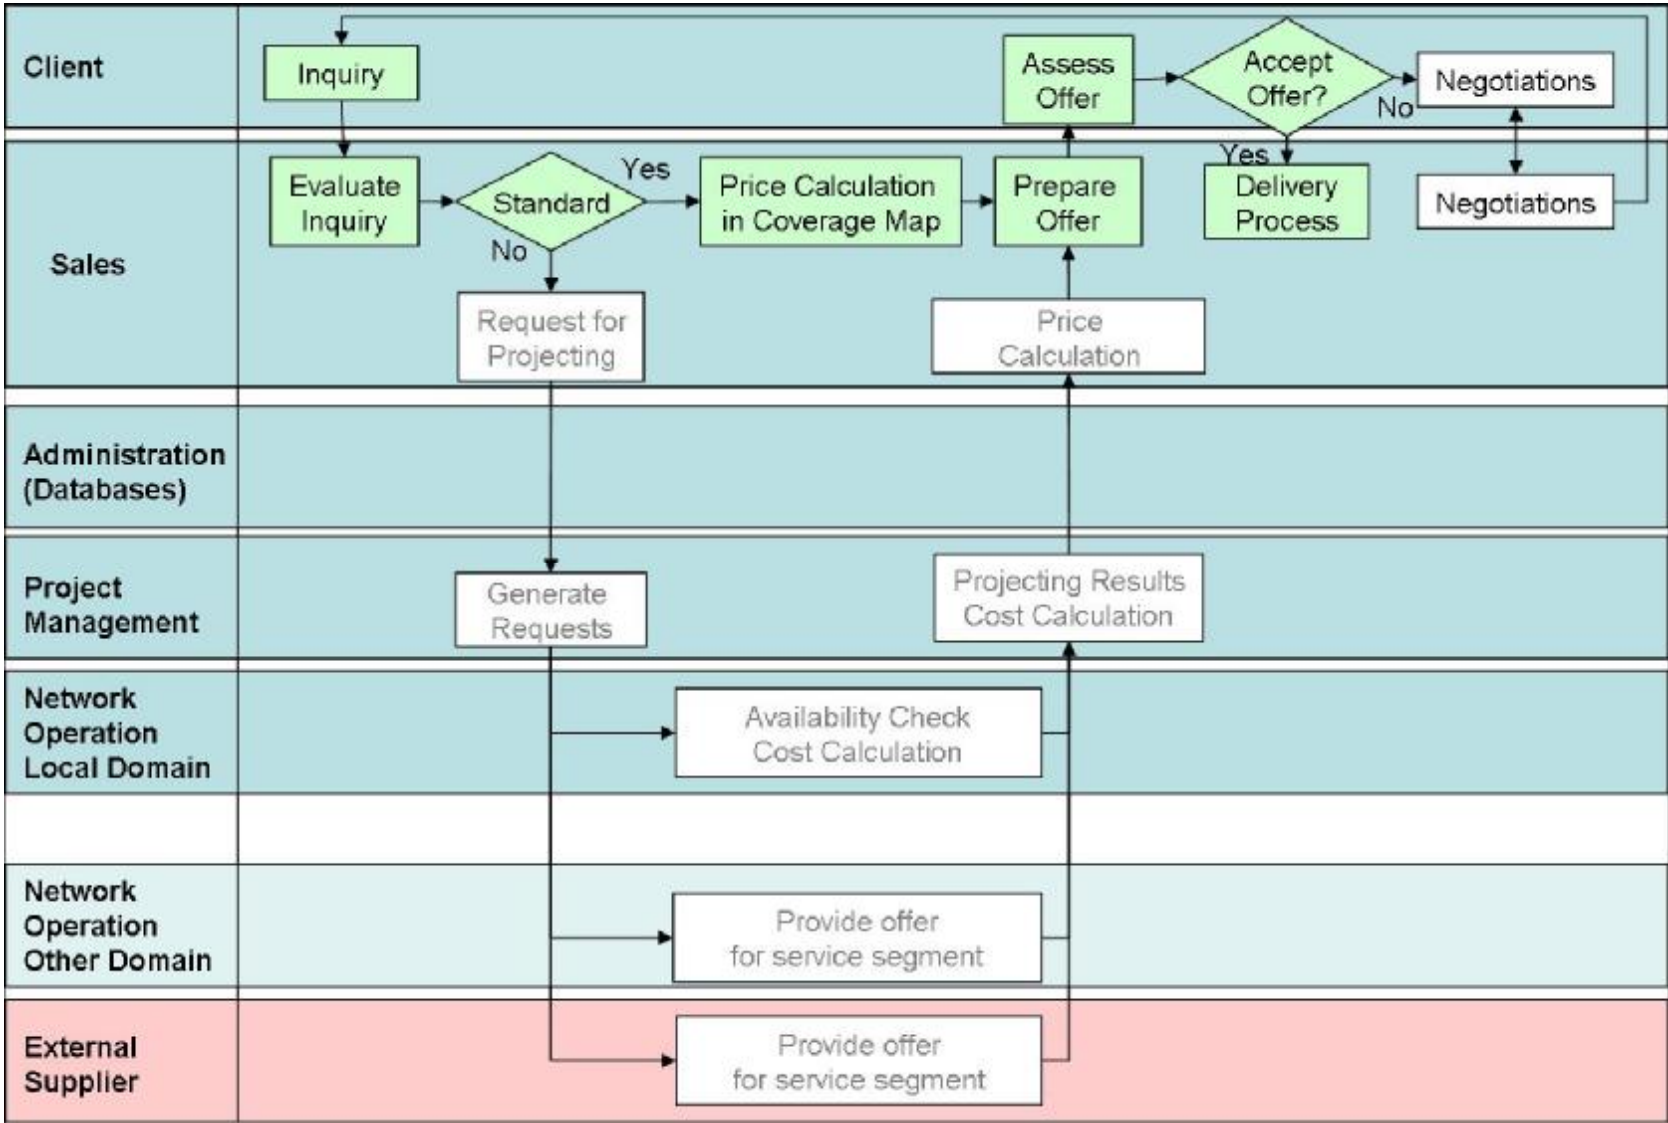 Client
Inquiry
Assess
Offer
Accept
Offer?
No
Negotiations
Sales
Evaluate
Inquiry
Standard
Yes
No
Price Calculation
in Coverage Map
Prepare
Offer
Yes
Delivery
Process
Negotiations
Request for
Projecting
Price
Calculation
Administration
(Databases)
Project
Management
Generate
Requests
Projecting Results
Cost Calculation
Network
Operation
Local Domain
Availability Check
Cost Calculation
Network
Operation
Other Domain
Provide offer
for service segment
External
Supplier
Provide offer
for service segment